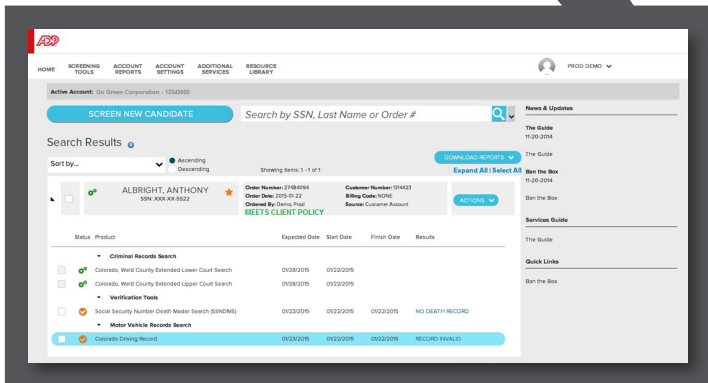 ADP
HOME
SCREENING TOOLS
ACCOUNT REPORTS
ACCOUNT SETTINGS
ADDITIONAL SERVICES
RESOURCE LIBRARY
PROD DEMO
Active Account: Go Green Corporation - 12345000
SCREEN NEW CANDIDATE
Search by SSN, Last Name or Order #
Search Results
Sort by...
Ascending
Descending
Showing items: 1 - 1 of 1
DOWNLOAD REPORTS
Expand All | Select All
ALBRIGHT, ANTHONY
SSN: XXX-XX-5522
Order Number: 27484094
Order Date: 2015-01-22
Ordered By: Demo, Prod
MEETS CLIENT POLICY
Customer Number: 1314423
Billing Code: NONE
Source: Customer Account
ACTIONS
Status Product Expected Date Start Date Finish Date Results
Criminal Records Search
Colorado, Weld County Extended Lower Court Search 01/28/2015 01/22/2015
Colorado, Weld County Extended Upper Court Search 01/28/2015 01/22/2015
Verification Tools
Social Security Number Death Master Search (SSNDMS) 01/23/2015 01/22/2015 01/22/2015 NO DEATH RECORD
Motor Vehicle Records Search
Colorado Driving Record 01/23/2015 01/22/2015 01/22/2015 RECORD INVALID
News & Updates
The Guide
11-20-2014
The Guide
Ban the Box
11-20-2014
Ban the Box
Services Guide
The Guide
Quick Links
Ban the Box